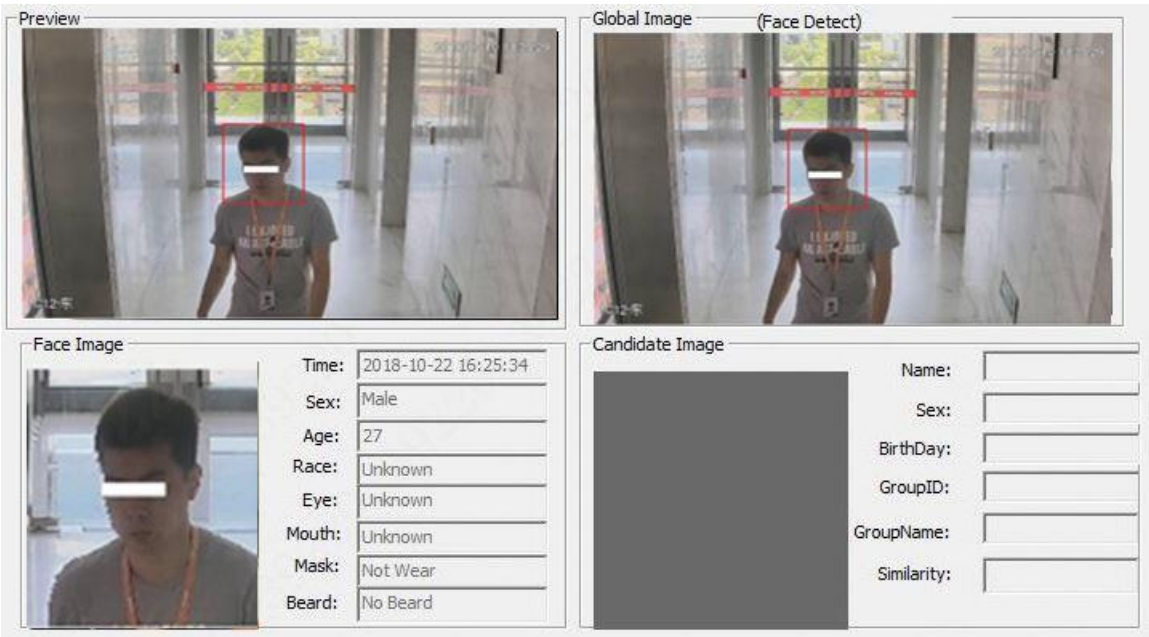 Preview
Global Image
(Face Detect)
Face Image
Time: 2018-10-22 16:25:34
Sex: Male
Age: 27
Race: Unknown
Eye: Unknown
Mouth: Unknown
Mask: Not Wear
Beard: No Beard
Candidate Image
Name:
Sex:
BirthDay:
GroupID:
GroupName:
Similarity: